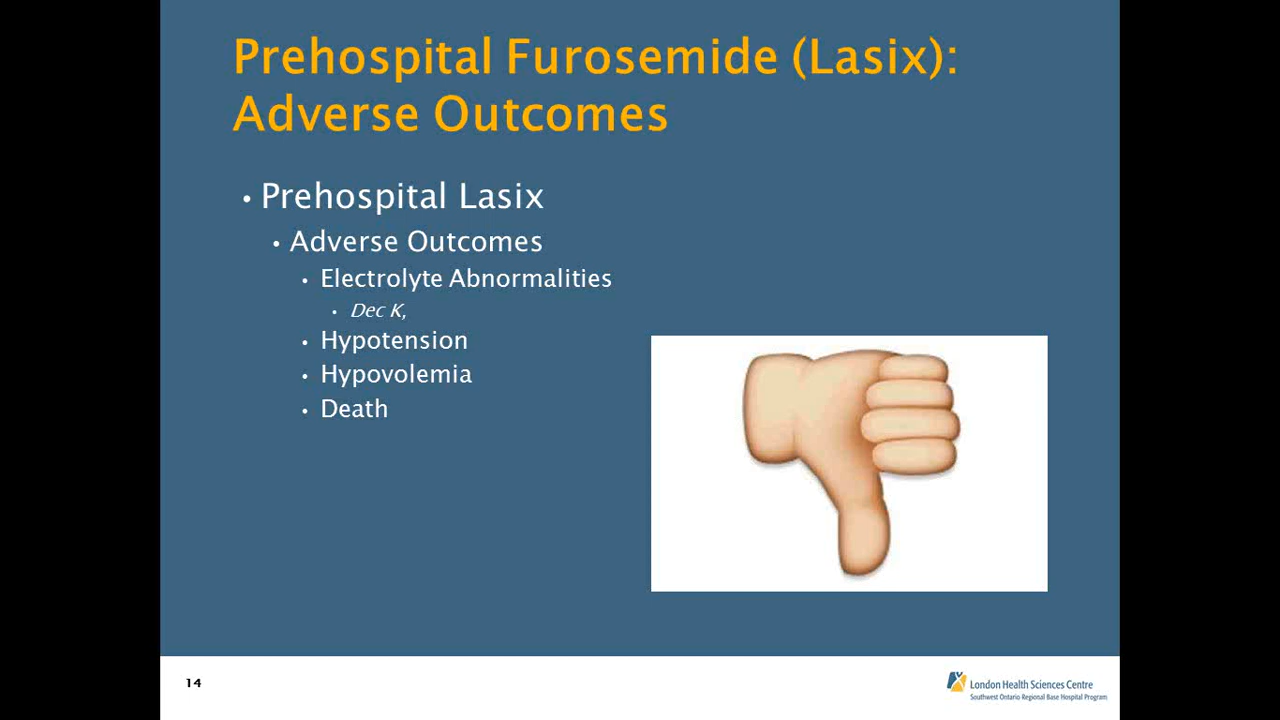 Prehospital Furosemide (Lasix):
Adverse Outcomes
• Prehospital Lasix
• Adverse Outcomes
• Electrolyte Abnormalities
• Dec K,
• Hypotension
• Hypovolemia
• Death
14
London Health Sciences Centre
Southwest Ontario Regional Base Hospital Program